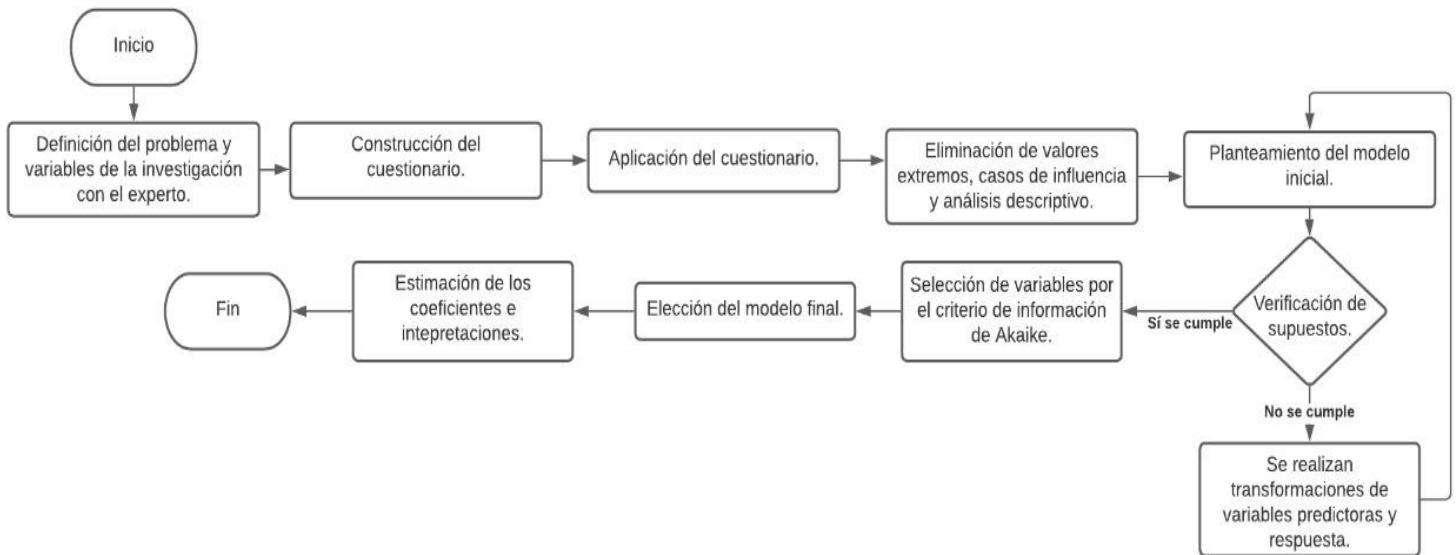 Inicio
Definición del problema y
variables de la investigación
con el experto.
Construcción del
cuestionario.
Aplicación del cuestionario.
Eliminación de valores
extremos, casos de influencia
y análisis descriptivo.
Planteamiento del modelo
inicial.
Verificación de
supuestos.
Sí se cumple
Selección de variables por
el criterio de información
de Akaike.
Elección del modelo final.
Estimación de los
coeficientes e
intepretaciones.
Fin
No se cumple
Se realizan
transformaciones de
variables predictoras y
respuesta.